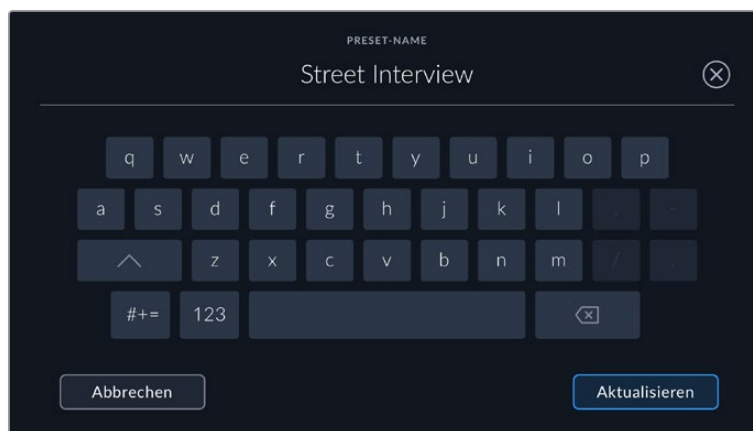 PRESET-NAME
Street Interview
q w e r t y u i o p
a s d f g h j k l . -
z x c v b n m / ,
#+= 123
Abbrechen Aktualisieren